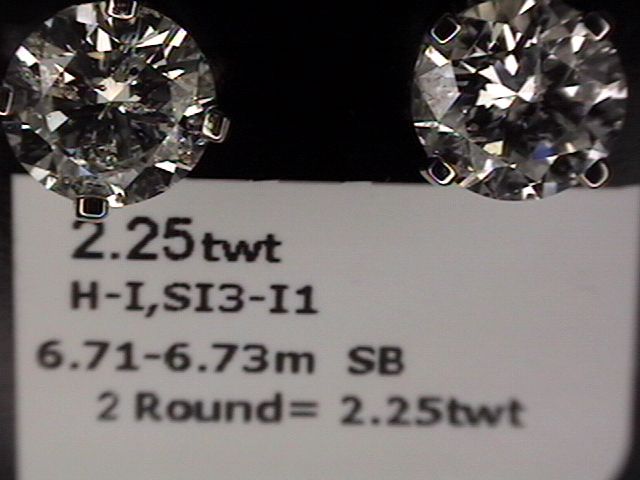 2.25twt
H-I,SI3-I1
6.71-6.73m SB
2 Round= 2.25twt